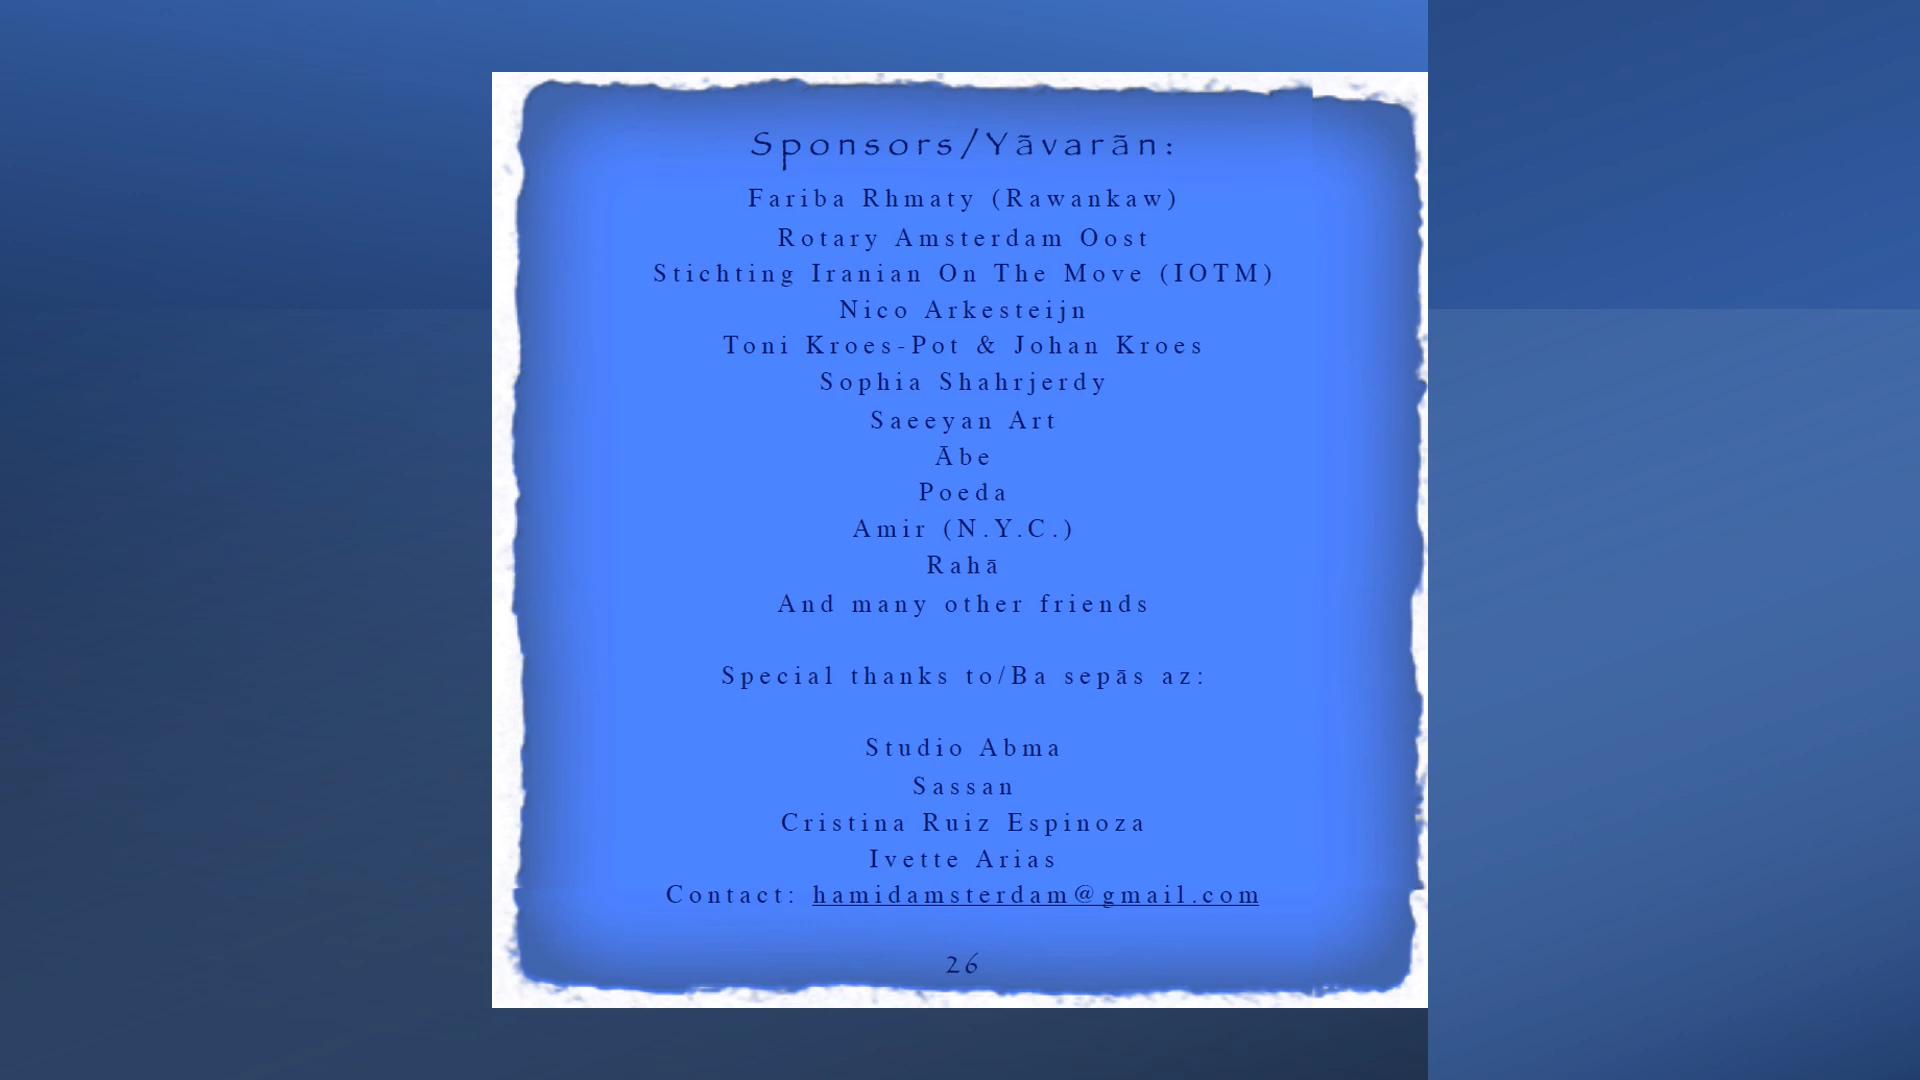 Sponsors/Yãvarãn:
Fariba Rhmaty (Rawankaw)
Rotary Amsterdam Oost
Stichting Iranian On The Move (IOTM)
Nico Arkesteijn
Toni Kroes-Pot & Johan Kroes
Sophia Shahrjerdy
Saeeyan Art
Ābe
Poeda
Amir (N.Y.C.)
Rahā
And many other friends
Special thanks to/Ba sepās az:
Studio Abma
Sassan
Cristina Ruiz Espinoza
Ivette Arias
Contact: hamidamsterdam@gmail.com
26